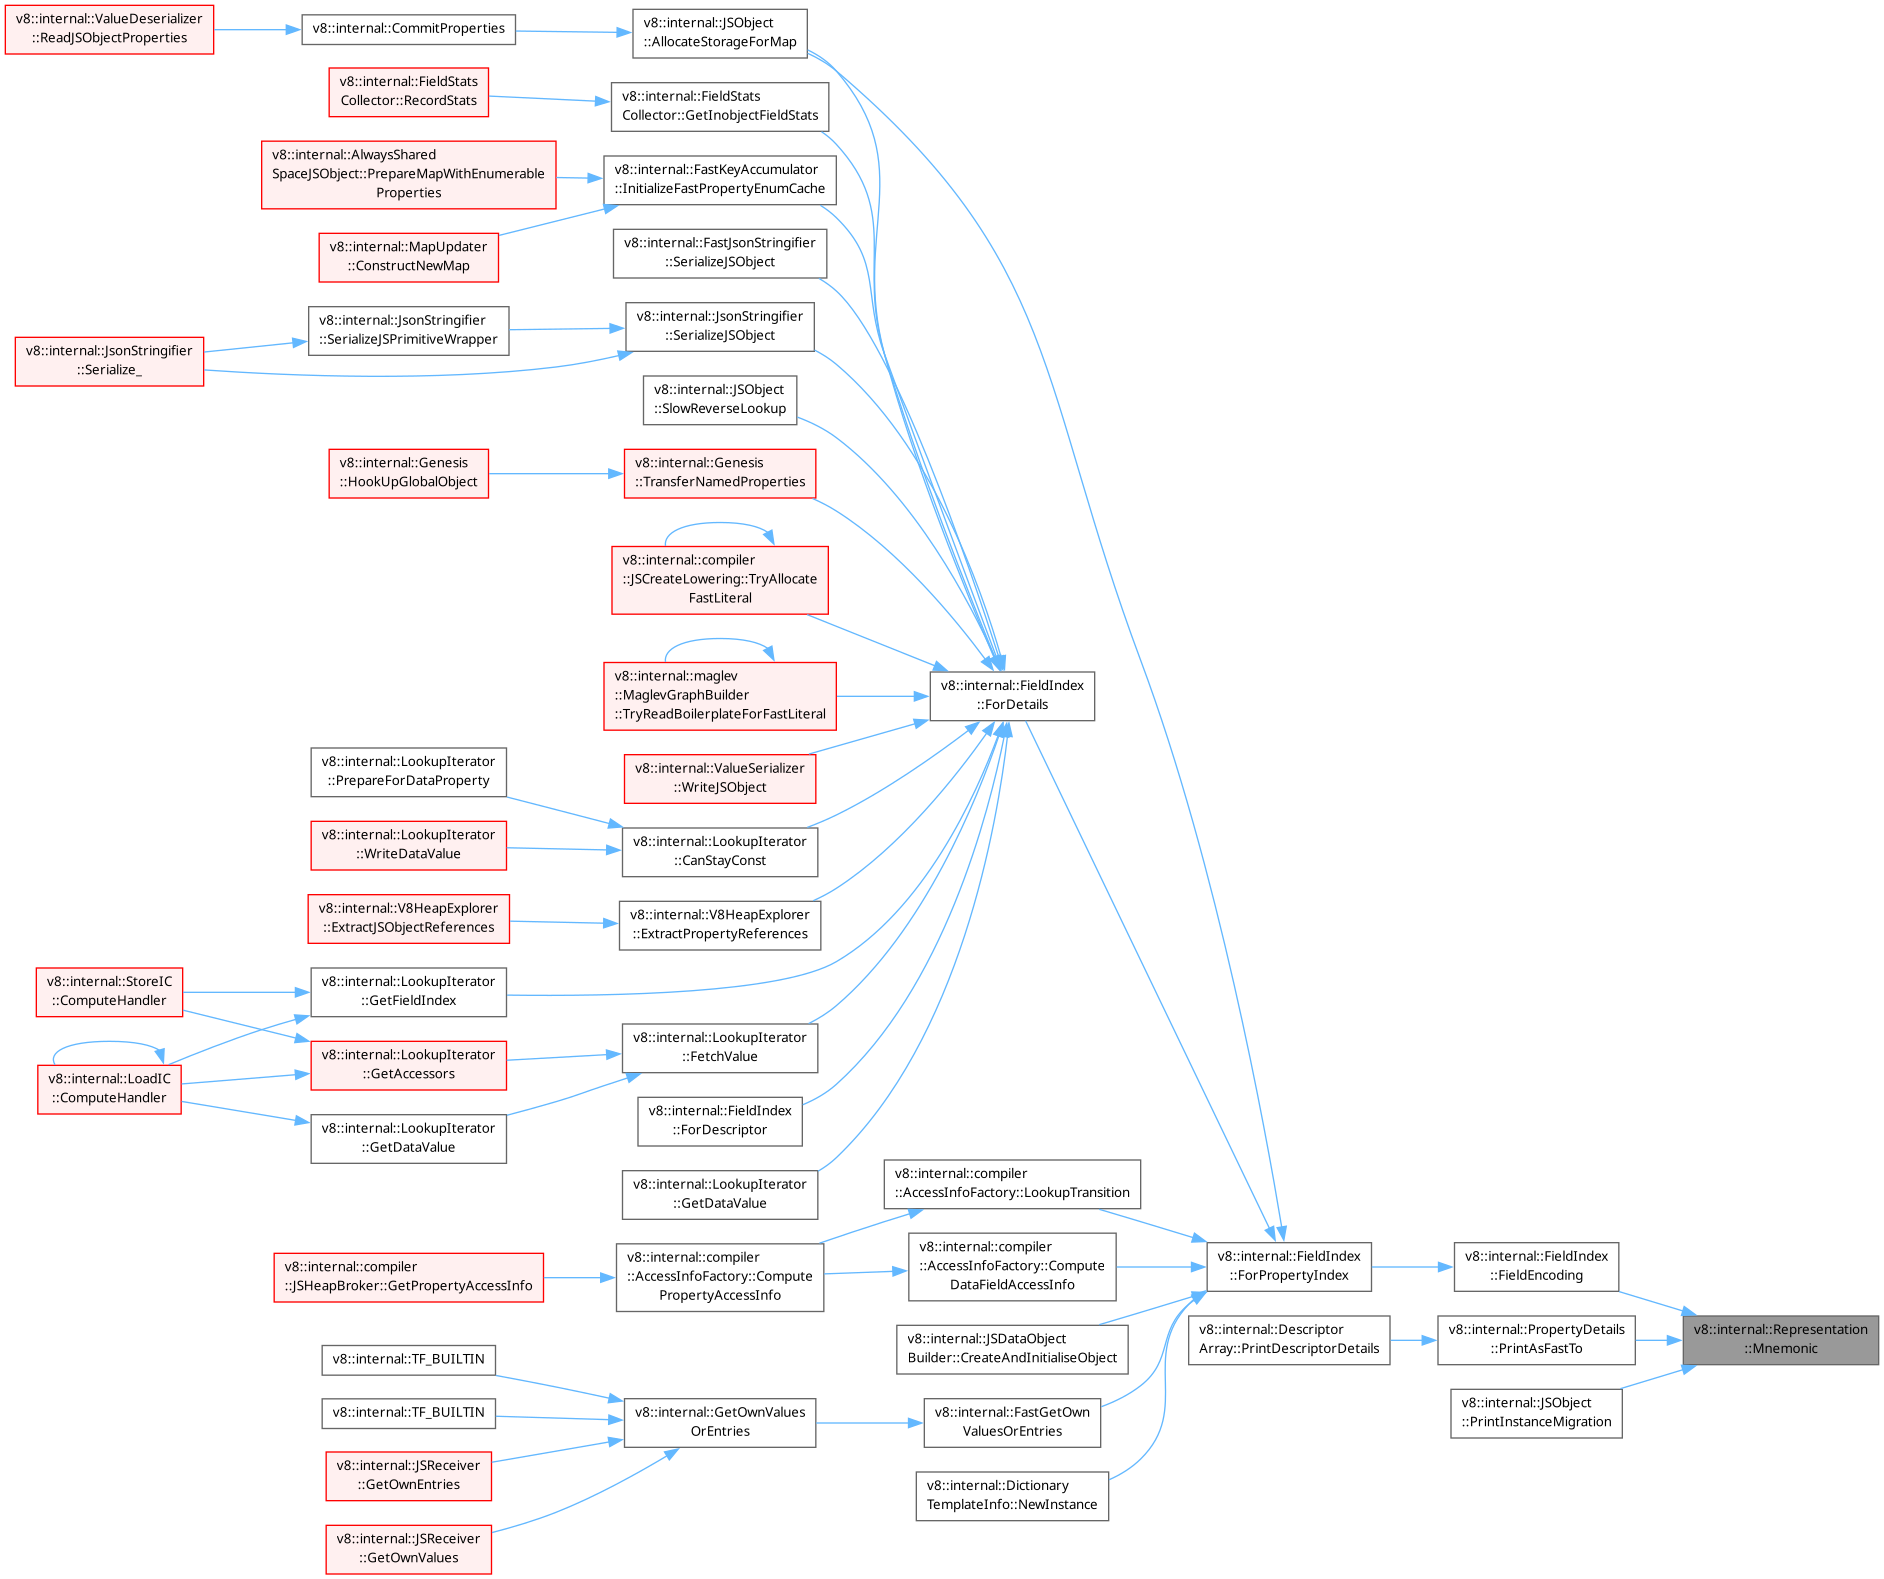 v8::internal::ValueDeserializer
::ReadJSObjectProperties
v8::internal::CommitProperties
v8::internal::JSObject
::AllocateStorageForMap
v8::internal::FieldStats
Collector::RecordStats
v8::internal::FieldStats
Collector::GetInobjectFieldStats
v8::internal::AlwaysShared
SpaceJSObject::PrepareMapWithEnumerable
Properties
v8::internal::FastKeyAccumulator
::InitializeFastPropertyEnumCache
v8::internal::MapUpdater
::ConstructNewMap
v8::internal::FastJsonStringifier
::SerializeJSObject
v8::internal::JsonStringifier
::SerializeJSPrimitiveWrapper
v8::internal::JsonStringifier
::SerializeJSObject
v8::internal::JsonStringifier
::Serialize_
v8::internal::JSObject
::SlowReverseLookup
v8::internal::Genesis
::HookUpGlobalObject
v8::internal::Genesis
::TransferNamedProperties
v8::internal::compiler
::JSCreateLowering::TryAllocate
FastLiteral
v8::internal::maglev
::MaglevGraphBuilder
::TryReadBoilerplateForFastLiteral
v8::internal::FieldIndex
::ForDetails
v8::internal::ValueSerializer
::WriteJSObject
v8::internal::LookupIterator
::PrepareForDataProperty
v8::internal::LookupIterator
::WriteDataValue
v8::internal::LookupIterator
::CanStayConst
v8::internal::V8HeapExplorer
::ExtractJSObjectReferences
v8::internal::V8HeapExplorer
::ExtractPropertyReferences
v8::internal::StoreIC
::ComputeHandler
v8::internal::LookupIterator
::GetFieldIndex
v8::internal::LoadIC
::ComputeHandler
v8::internal::LookupIterator
::GetAccessors
v8::internal::LookupIterator
::FetchValue
v8::internal::LookupIterator
::GetDataValue
v8::internal::FieldIndex
::ForDescriptor
v8::internal::LookupIterator
::GetDataValue
v8::internal::compiler
::AccessInfoFactory::LookupTransition
v8::internal::compiler
::JSHeapBroker::GetPropertyAccessInfo
v8::internal::compiler
::AccessInfoFactory::Compute
PropertyAccessInfo
v8::internal::compiler
::AccessInfoFactory::Compute
DataFieldAccessInfo
v8::internal::FieldIndex
::ForPropertyIndex
v8::internal::FieldIndex
::FieldEncoding
v8::internal::JSDataObject
Builder::CreateAndInitialiseObject
v8::internal::Descriptor
Array::PrintDescriptorDetails
v8::internal::PropertyDetails
::PrintAsFastTo
v8::internal::Representation
::Mnemonic
v8::internal::TF_BUILTIN
v8::internal::TF_BUILTIN
v8::internal::GetOwnValues
OrEntries
v8::internal::FastGetOwn
ValuesOrEntries
v8::internal::JSObject
::PrintInstanceMigration
v8::internal::JSReceiver
::GetOwnEntries
v8::internal::Dictionary
TemplateInfo::NewInstance
v8::internal::JSReceiver
::GetOwnValues